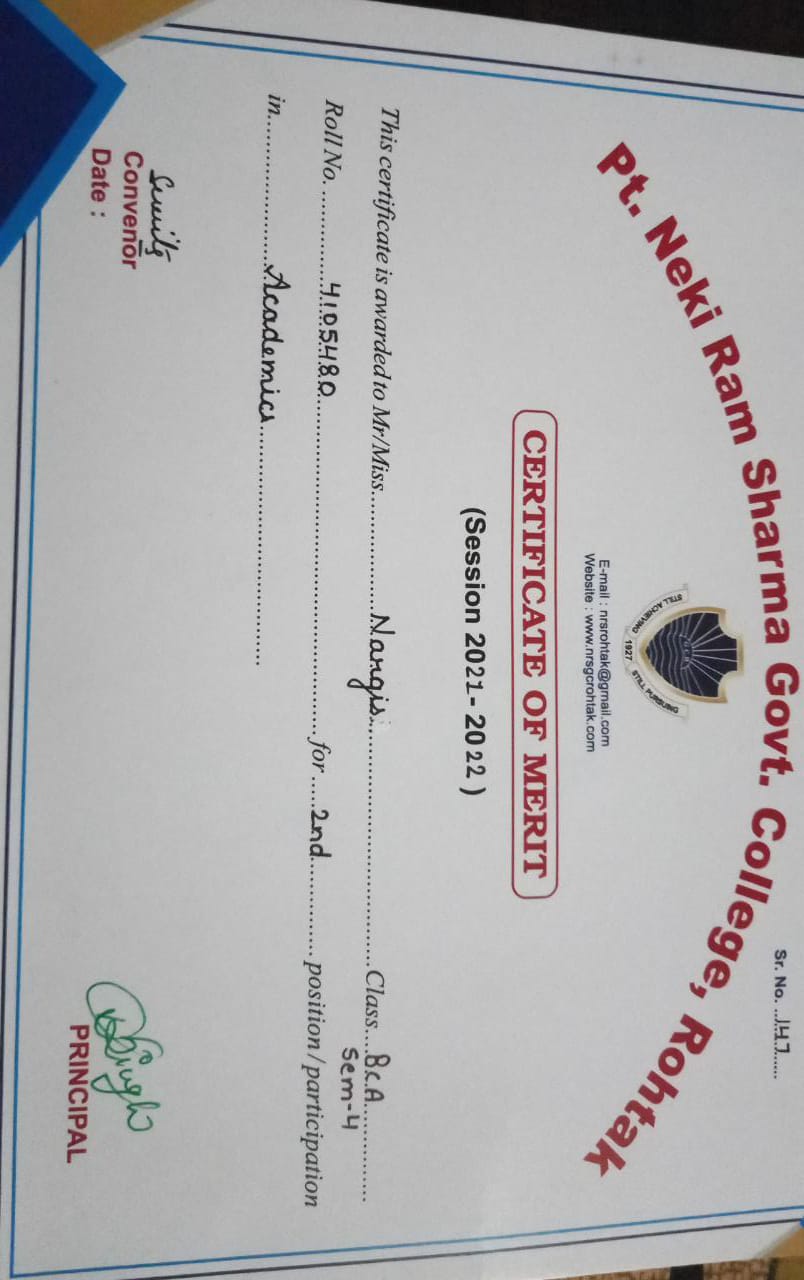 Sr. No. ...147......
Pt. Neki Ram Sharma Govt. College, Rohtak
STILL ACHIEVING 1927 STILL PURSUING
E-mail : nrsrohtak@gmail.com
Website : www.nrsgcrohtak.com
CERTIFICATE OF MERIT
(Session 2021-2022)
This certificate is awarded to Mr/Miss..................Nargis...................................Class....B.C.A..............
Sem-4
Roll No. ...............4105480................................................. for .....2nd.............. position/participation
in......................Academics...................................
Convenor
Date :
PRINCIPAL